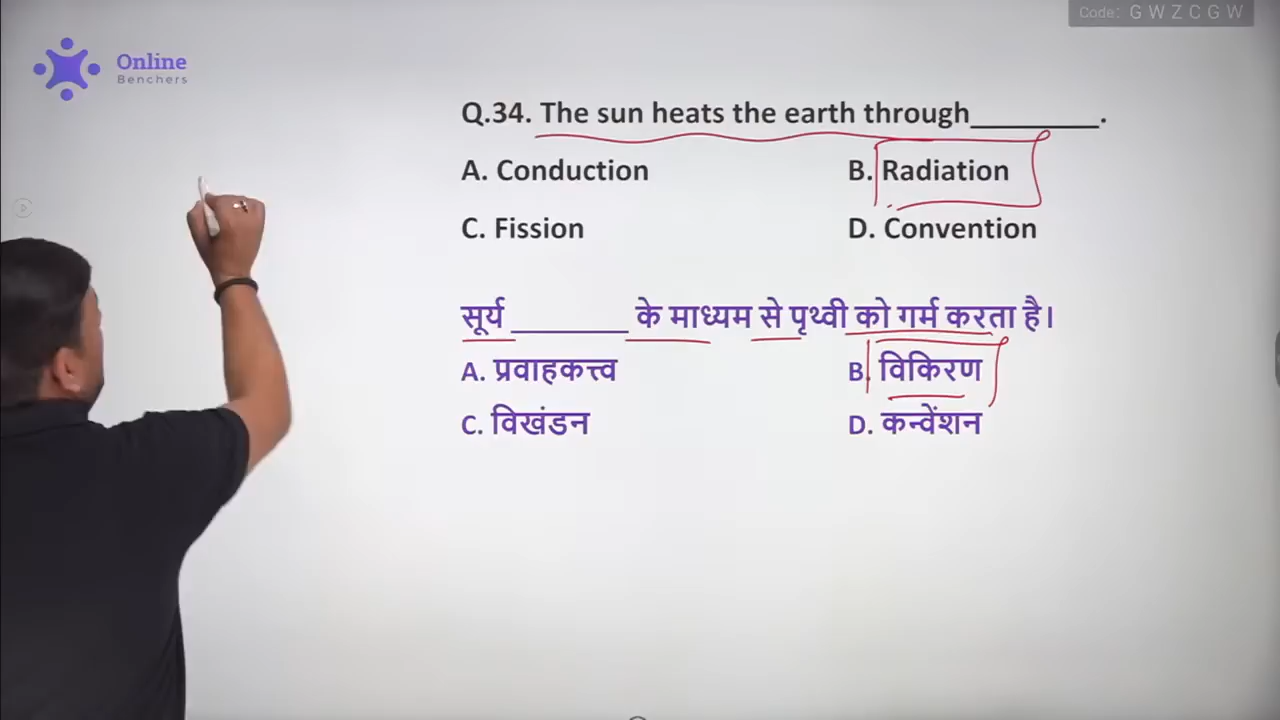 Code: G W Z C G W
Online
Benchers
Q.34. The sun heats the earth through________.
A. Conduction
B. Radiation
C. Fission
D. Convention
सूर्य ________ के माध्यम से पृथ्वी को गर्म करता है।
A. प्रवाहकत्त्व
B. विकिरण
C. विखंडन
D. कन्वेंशन